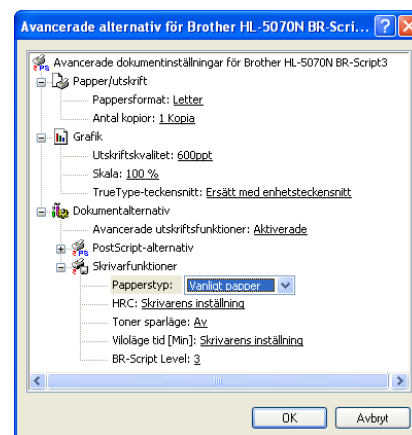 Avancerade alternativ för Brother HL-5070N BR-Scri...
Avancerade dokumentinställningar för Brother HL-5070N BR-Script3
Papper/utskrift
Pappersformat: Letter
Antal kopior: 1 Kopia
Grafik
Utskriftskvalitet: 600ppt
Skala: 100 %
TrueType-teckensnitt: Ersätt med enhetsteckensnitt
Dokumentalternativ
Avancerade utskriftsfunktioner: Aktiverade
PostScript-alternativ
Skrivarfunktioner
Papperstyp: Vanligt papper
HRC: Skrivarens inställning
Toner sparläge: Av
Viloläge tid [Min]: Skrivarens inställning
BR-Script Level: 3
OK Avbryt